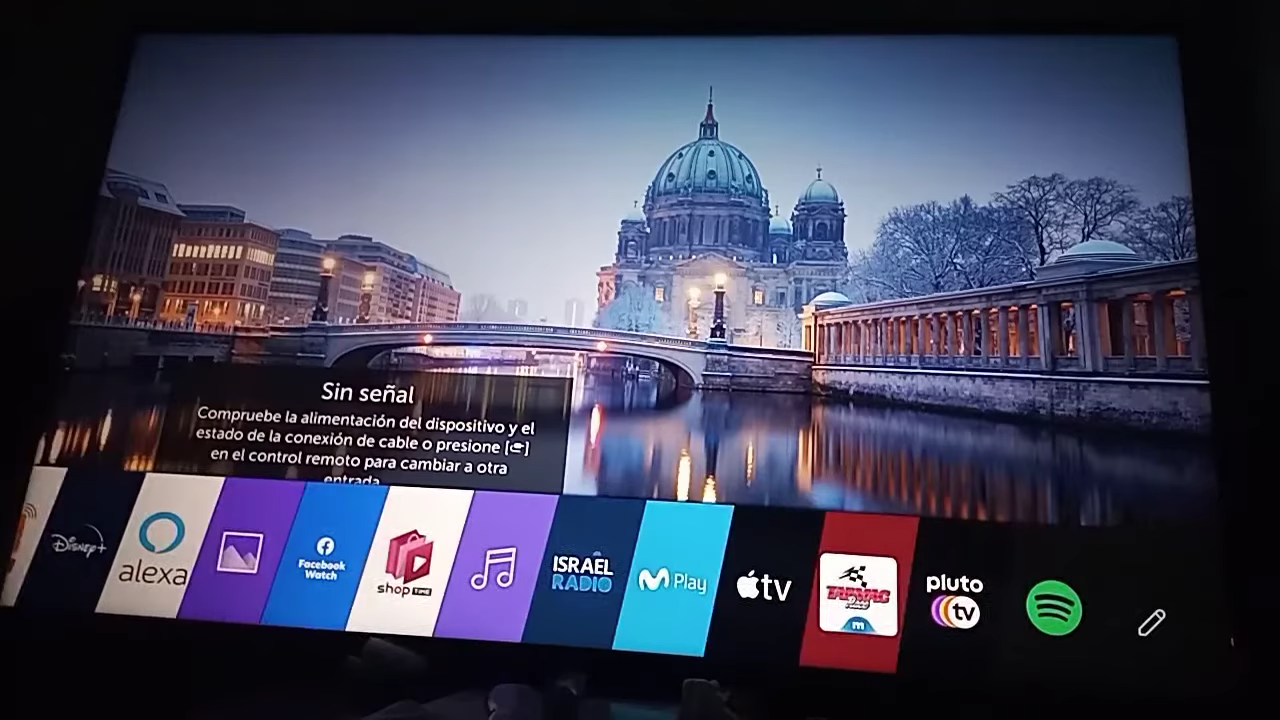 Sin señal
Compruebe la alimentación del dispositivo y el
estado de la conexión de cable o presione [ ]
en el control remoto para cambiar a otra
entrada
Disney+
alexa
Facebook
Watch
shop TIME
ISRAEL
RADIO
M Play
tv
m
pluto
tv